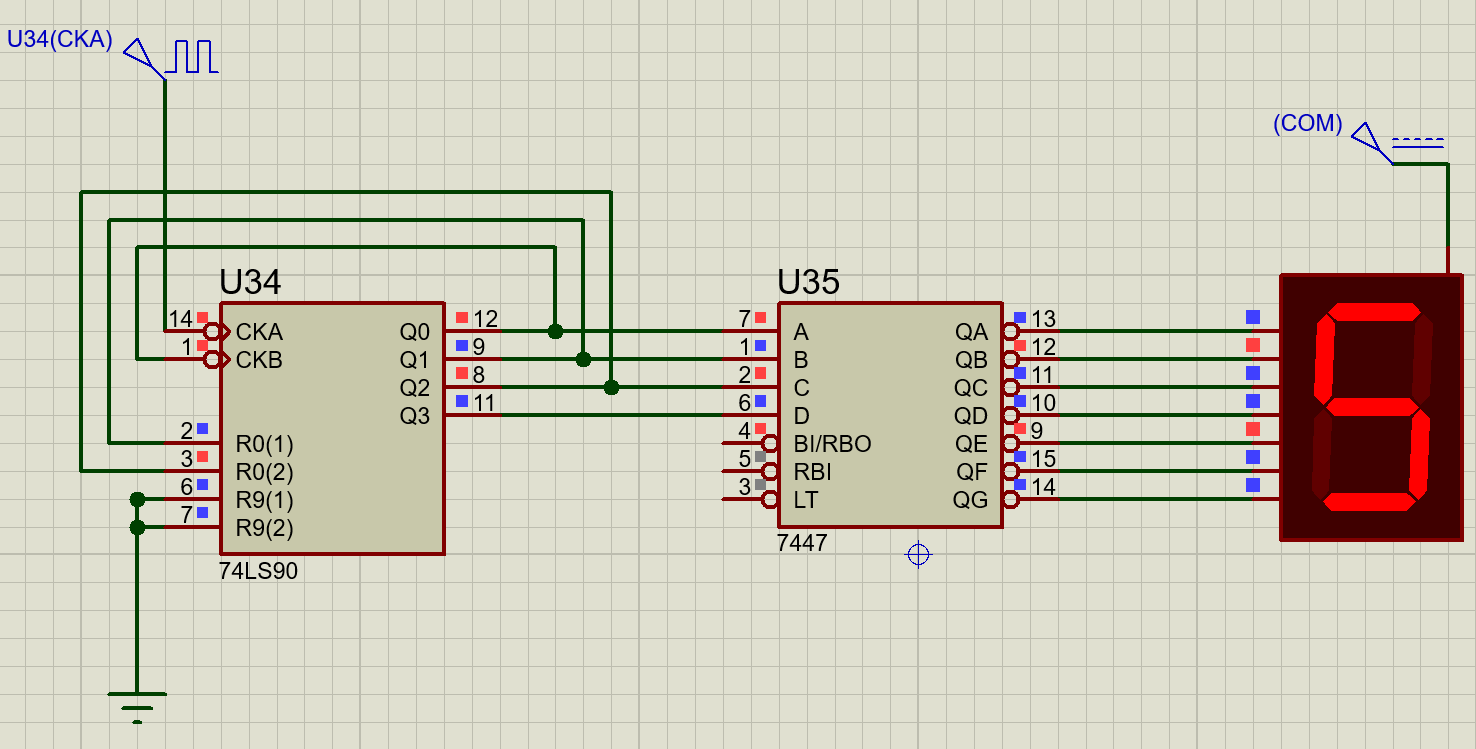 U34(CKA)
(COM)
U34
14 CKA Q0 12
1 CKB Q1 9
Q2 8
Q3 11
2 R0(1)
3 R0(2)
6 R9(1)
7 R9(2)
74LS90
U35
7 A QA 13
1 B QB 12
2 C QC 11
6 D QD 10
4 BI/RBO QE 9
5 RBI QF 15
3 LT QG 14
7447
5